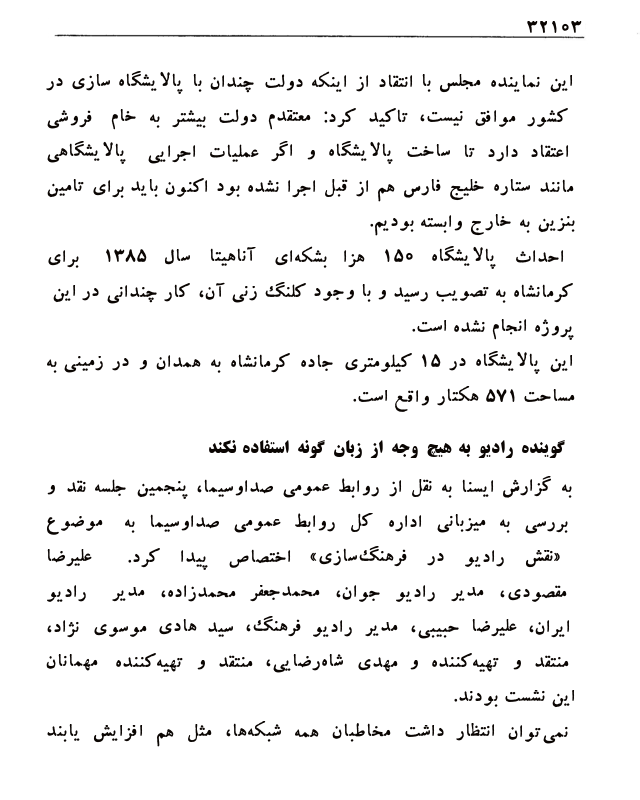 ۳۲۱۰۳
این نماینده مجلس با انتقاد از اینکه دولت چندان با پالایشگاه سازی در
کشور موافق نیست، تاکید کرد: معتقدم دولت بیشتر به خام فروشی
اعتقاد دارد تا ساخت پالایشگاه و اگر عملیات اجرایی پالایشگاهی
مانند ستاره خلیج فارس هم از قبل اجرا نشده بود اکنون باید برای تامین
بنزین به خارج وابسته بودیم.
احداث پالایشگاه ۱۵۰ هزا بشکه‌ای آناهیتا سال ۱۳۸۵ برای
کرمانشاه به تصویب رسید و با وجود کلنگ زنی آن، کار چندانی در این
پروژه انجام نشده است.
این پالایشگاه در ۱۵ کیلومتری جاده کرمانشاه به همدان و در زمینی به
مساحت ۵۷۱ هکتار واقع است.
گوینده رادیو به هیچ وجه از زبان گونه استفاده نکند
به گزارش ایسنا به نقل از روابط عمومی صداوسیما، پنجمین جلسه نقد و
بررسی به میزبانی اداره کل روابط عمومی صداوسیما به موضوع
«نقش رادیو در فرهنگ‌سازی» اختصاص پیدا کرد. علیرضا
مقصودی، مدیر رادیو جوان، محمدجعفر محمدزاده، مدیر رادیو
ایران، علیرضا حبیبی، مدیر رادیو فرهنگ، سید هادی موسوی نژاد،
منتقد و تهیه‌کننده و مهدی شاه‌رضایی، منتقد و تهیه‌کننده مهمانان
این نشست بودند.
نمی‌توان انتظار داشت مخاطبان همه شبکه‌ها، مثل هم افزایش یابند